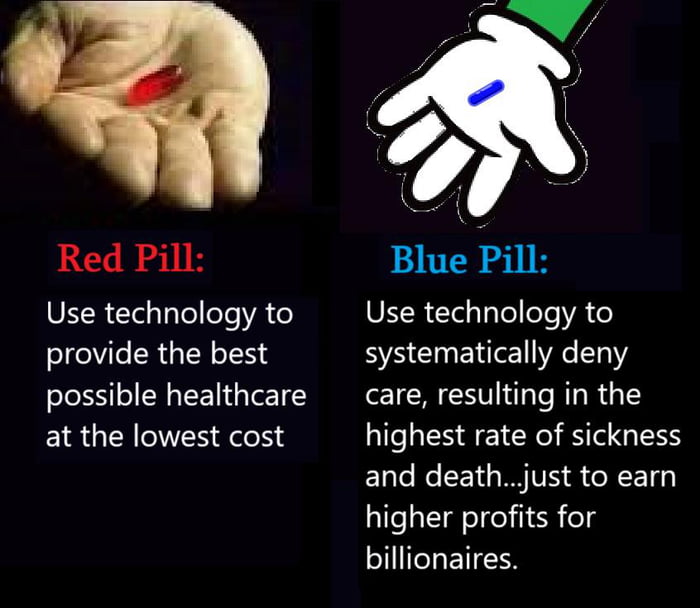 Red Pill:
Use technology to
provide the best
possible healthcare
at the lowest cost
Blue Pill:
Use technology to
systematically deny
care, resulting in the
highest rate of sickness
and death...just to earn
higher profits for
billionaires.